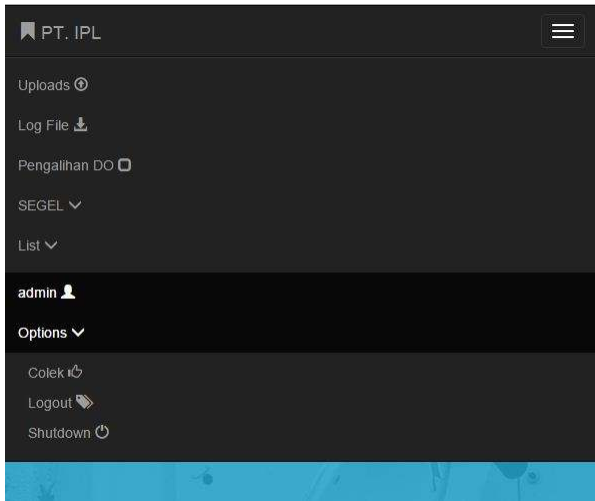 PT. IPL
Uploads
Log File
Pengalihan DO
SEGEL
List
admin
Options
Colek
Logout
Shutdown